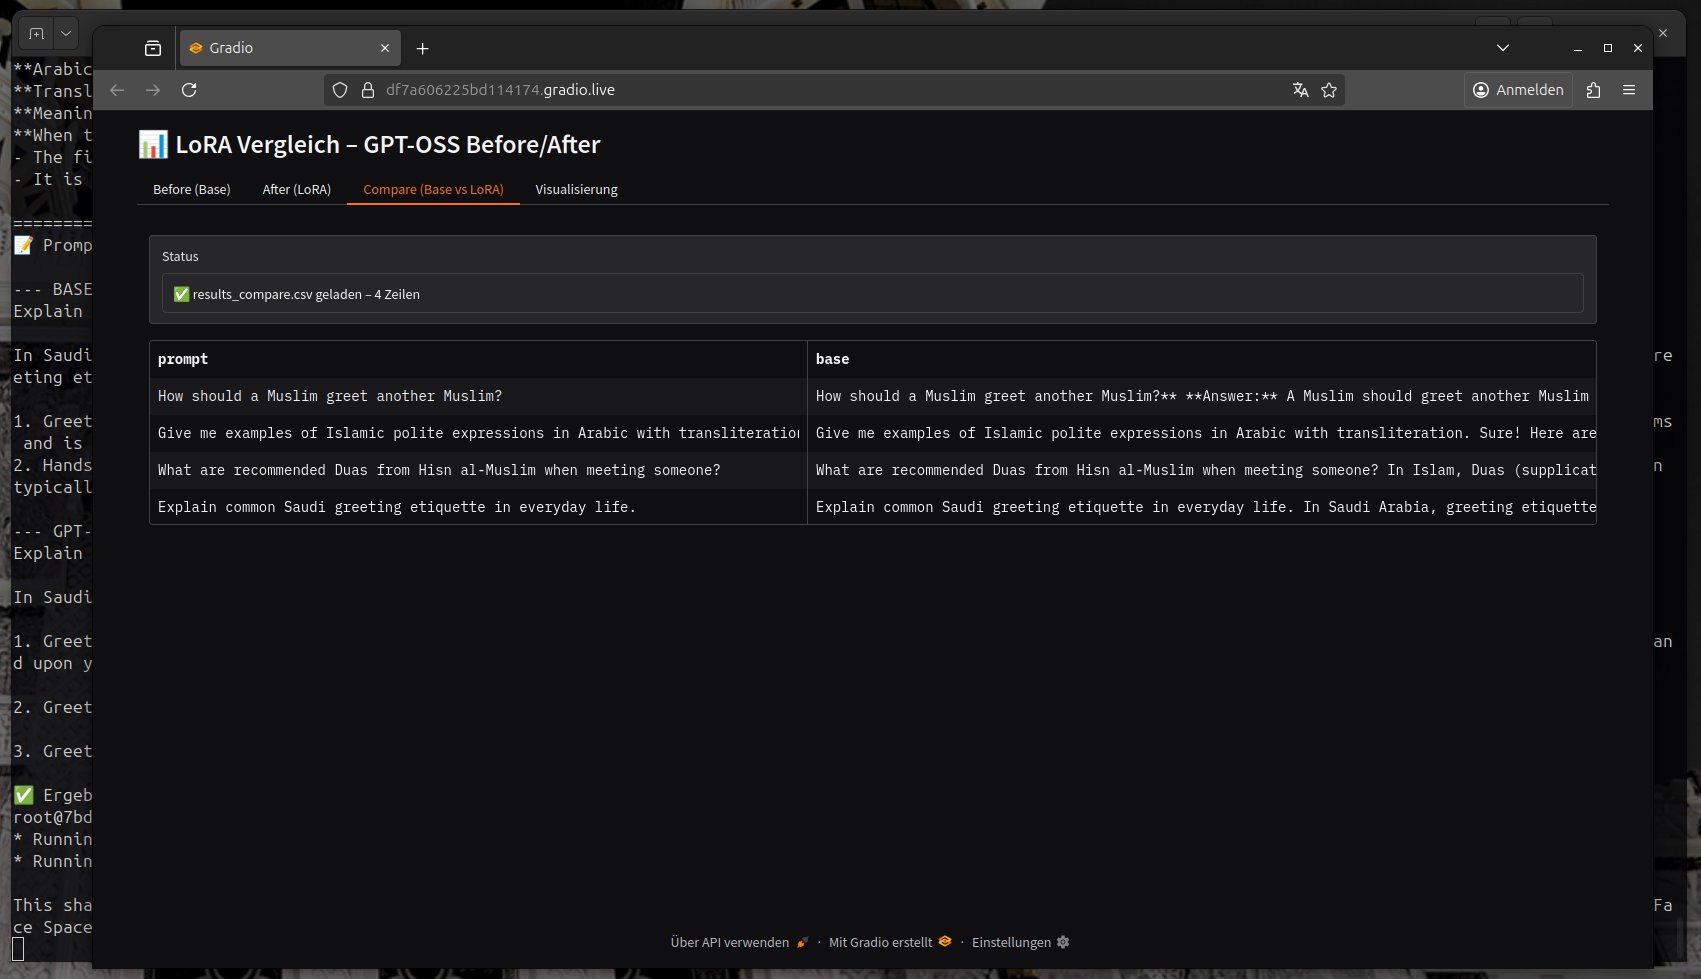 Gradio
df7a606225bd114174.gradio.live
Anmelden
LoRA Vergleich – GPT-OSS Before/After
Before (Base)
After (LoRA)
Compare (Base vs LoRA)
Visualisierung
Status
✅ results_compare.csv geladen – 4 Zeilen
prompt
base
How should a Muslim greet another Muslim?
How should a Muslim greet another Muslim?** **Answer:** A Muslim should greet another Muslim
Give me examples of Islamic polite expressions in Arabic with transliteration
Give me examples of Islamic polite expressions in Arabic with transliteration. Sure! Here are
What are recommended Duas from Hisn al-Muslim when meeting someone?
What are recommended Duas from Hisn al-Muslim when meeting someone? In Islam, Duas (supplicat
Explain common Saudi greeting etiquette in everyday life.
Explain common Saudi greeting etiquette in everyday life. In Saudi Arabia, greeting etiquette
Über API verwenden · Mit Gradio erstellt · Einstellungen
**Arabic
**Transl
**Meanin
**When t
- The fi
- It is
========
Promp
--- BASE
Explain
In Saudi
re
eting et
1. Greet
ms
and is
2. Hands
n
typicall
--- GPT-
Explain
In Saudi
1. Greet
an
d upon y
2. Greet
3. Greet
✅ Ergeb
root@7bd
* Runnin
* Runnin
This sha
Fa
ce Space